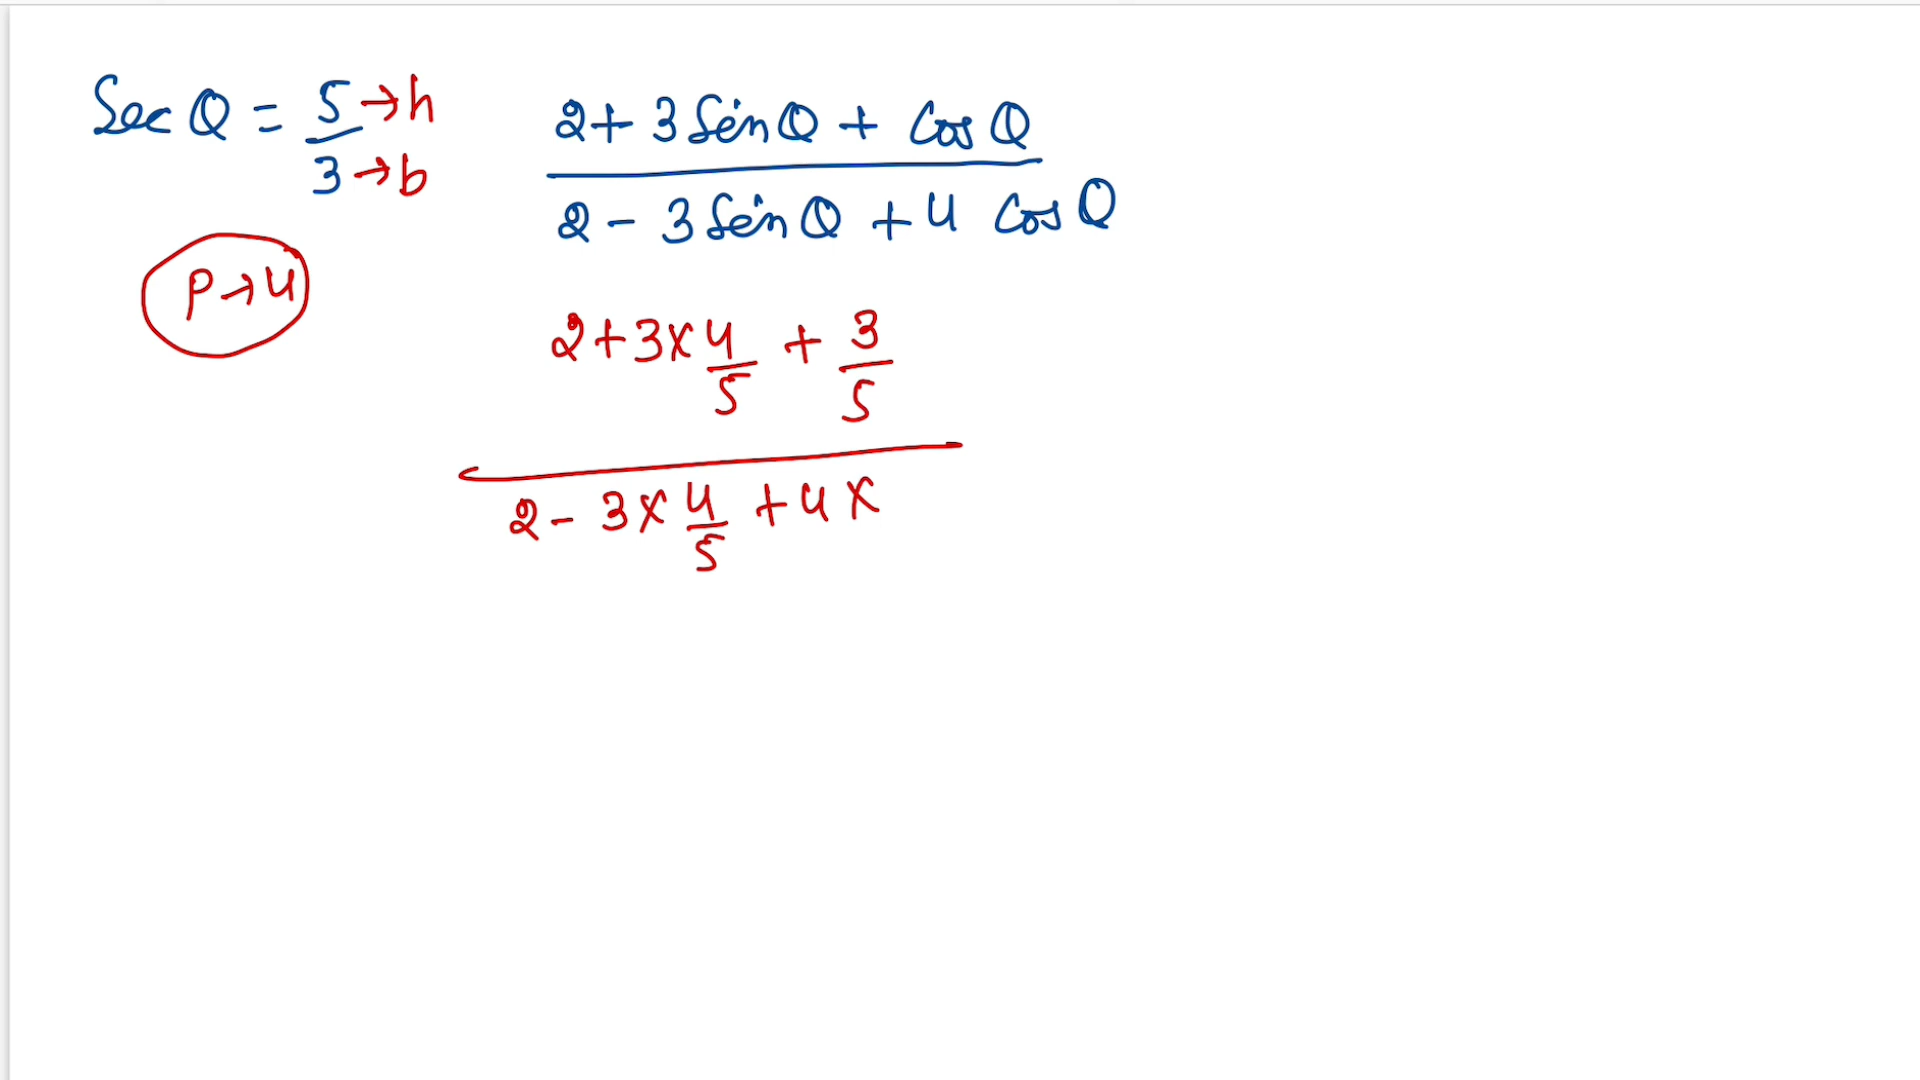 Sec θ = 5/3 →h →b
2 + 3 Sin θ + Cos θ
2 - 3 Sin θ + 4 Cos θ
P→4
2 + 3 × 4/5 + 3/5
2 - 3 × 4/5 + 4 ×